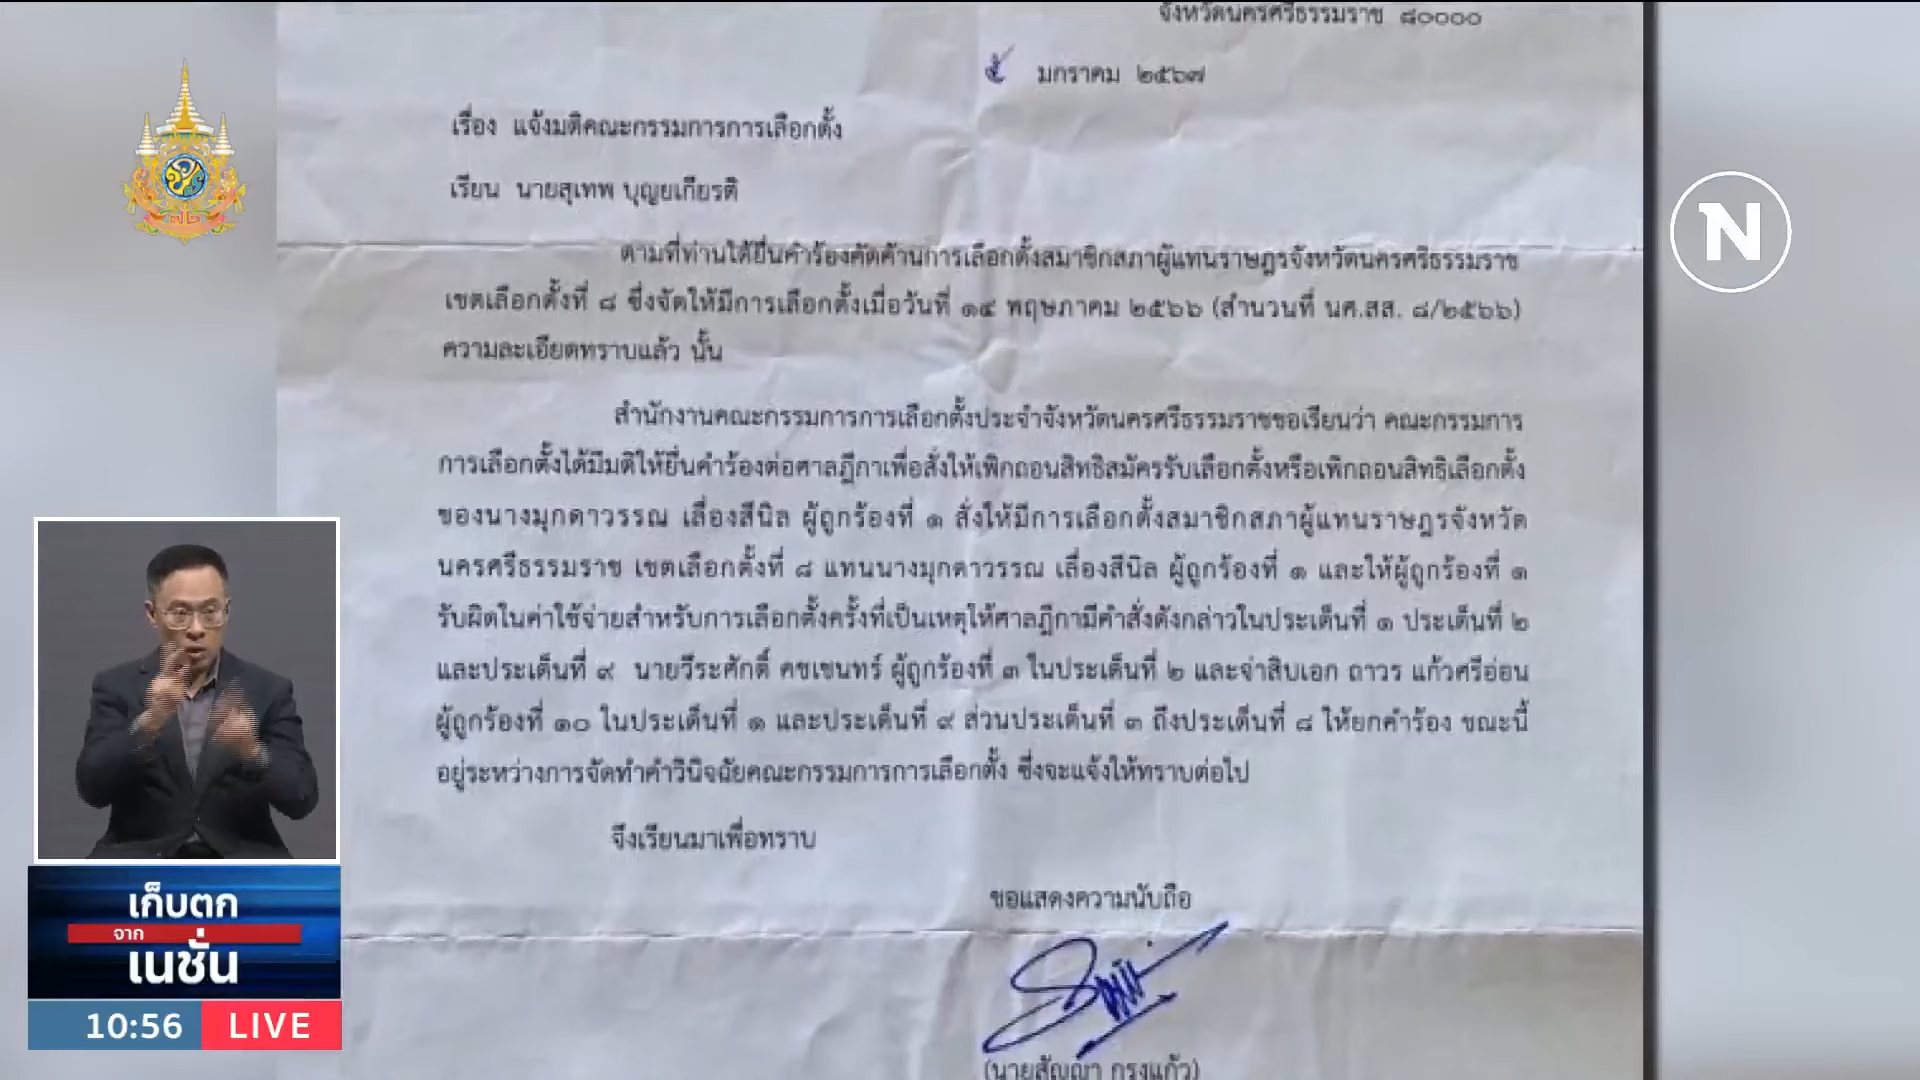 จังหวัดนครศรีธรรมราช ๘๐๐๐๐
๕ มกราคม ๒๕๖๗
เรื่อง แจ้งมติคณะกรรมการการเลือกตั้ง
เรียน นายสุเทพ บุญยเกียรติ
ตามที่ท่านได้ยื่นคำร้องคัดค้านการเลือกตั้งสมาชิกสภาผู้แทนราษฎรจังหวัดนครศรีธรรมราช
เขตเลือกตั้งที่ ๘ ซึ่งจัดให้มีการเลือกตั้งเมื่อวันที่ ๑๔ พฤษภาคม ๒๕๖๖ (สำนวนที่ นศ.สส. ๘/๒๕๖๖)
ความละเอียดทราบแล้ว นั้น
สำนักงานคณะกรรมการการเลือกตั้งประจำจังหวัดนครศรีธรรมราชขอเรียนว่า คณะกรรมการ
การเลือกตั้งได้มีมติให้ยื่นคำร้องต่อศาลฎีกาเพื่อสั่งให้เพิกถอนสิทธิสมัครรับเลือกตั้งหรือเพิกถอนสิทธิเลือกตั้ง
ของนางมุกดาวรรณ เลื่องสีนิล ผู้ถูกร้องที่ ๑ สั่งให้มีการเลือกตั้งสมาชิกสภาผู้แทนราษฎรจังหวัด
นครศรีธรรมราช เขตเลือกตั้งที่ ๘ แทนนางมุกดาวรรณ เลื่องสีนิล ผู้ถูกร้องที่ ๑ และให้ผู้ถูกร้องที่ ๑
รับผิดในค่าใช้จ่ายสำหรับการเลือกตั้งครั้งที่เป็นเหตุให้ศาลฎีกามีคำสั่งดังกล่าวในประเด็นที่ ๑ ประเด็นที่ ๒
และประเด็นที่ ๙ นายวีระศักดิ์ คชเชนทร์ ผู้ถูกร้องที่ ๓ ในประเด็นที่ ๒ และจ่าสิบเอก ถาวร แก้วศรีอ่อน
ผู้ถูกร้องที่ ๑๐ ในประเด็นที่ ๑ และประเด็นที่ ๙ ส่วนประเด็นที่ ๓ ถึงประเด็นที่ ๘ ให้ยกคำร้อง ขณะนี้
อยู่ระหว่างการจัดทำคำวินิจฉัยคณะกรรมการการเลือกตั้ง ซึ่งจะแจ้งให้ทราบต่อไป
จึงเรียนมาเพื่อทราบ
ขอแสดงความนับถือ
(นายสัญญา กรุงแก้ว)
N
เก็บตก
จาก
เนชั่น
10:56 LIVE